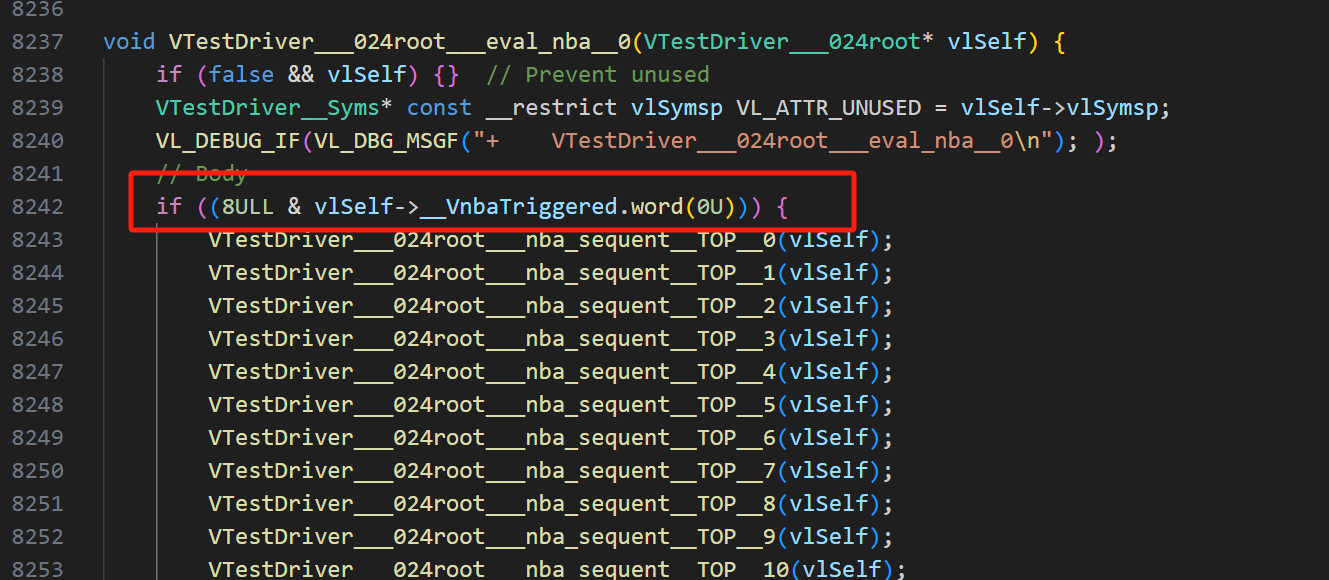 8236
8237 void VTestDriver___024root___eval_nba__0(VTestDriver___024root* vlSelf) {
8238 if (false && vlSelf) {}  // Prevent unused
8239 VTestDriver__Syms* const __restrict vlSymsp VL_ATTR_UNUSED = vlSelf->vlSymsp;
8240 VL_DEBUG_IF(VL_DBG_MSGF("+    VTestDriver___024root___eval_nba__0\n"); );
8241 // Body
8242 if ((8ULL & vlSelf->__VnbaTriggered.word(0U))) {
8243 VTestDriver___024root___nba_sequent__TOP__0(vlSelf);
8244 VTestDriver___024root___nba_sequent__TOP__1(vlSelf);
8245 VTestDriver___024root___nba_sequent__TOP__2(vlSelf);
8246 VTestDriver___024root___nba_sequent__TOP__3(vlSelf);
8247 VTestDriver___024root___nba_sequent__TOP__4(vlSelf);
8248 VTestDriver___024root___nba_sequent__TOP__5(vlSelf);
8249 VTestDriver___024root___nba_sequent__TOP__6(vlSelf);
8250 VTestDriver___024root___nba_sequent__TOP__7(vlSelf);
8251 VTestDriver___024root___nba_sequent__TOP__8(vlSelf);
8252 VTestDriver___024root___nba_sequent__TOP__9(vlSelf);
8253 VTestDriver___024root___nba_sequent__TOP__10(vlSelf);